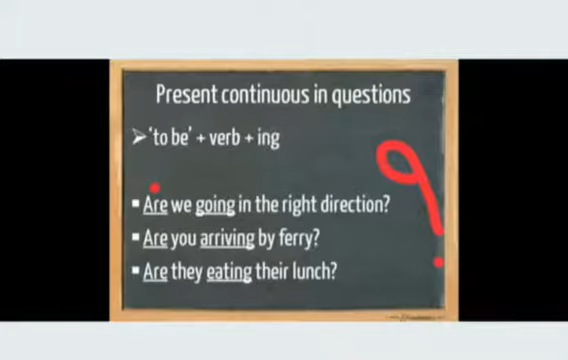 Present continuous in questions
➢ 'to be' + verb + ing
▪ Are we going in the right direction?
▪ Are you arriving by ferry?
▪ Are they eating their lunch?